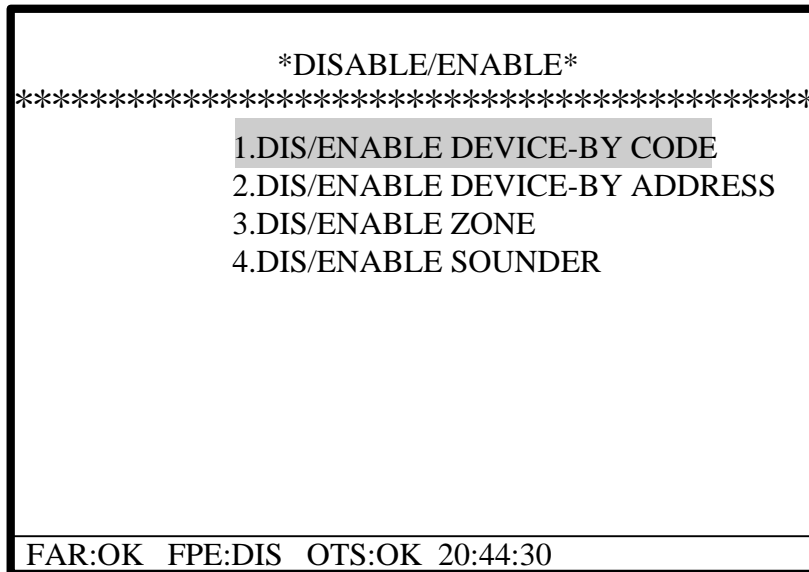 *DISABLE/ENABLE*
*******************************************
1.DIS/ENABLE DEVICE-BY CODE
2.DIS/ENABLE DEVICE-BY ADDRESS
3.DIS/ENABLE ZONE
4.DIS/ENABLE SOUNDER
FAR:OK FPE:DIS OTS:OK 20:44:30